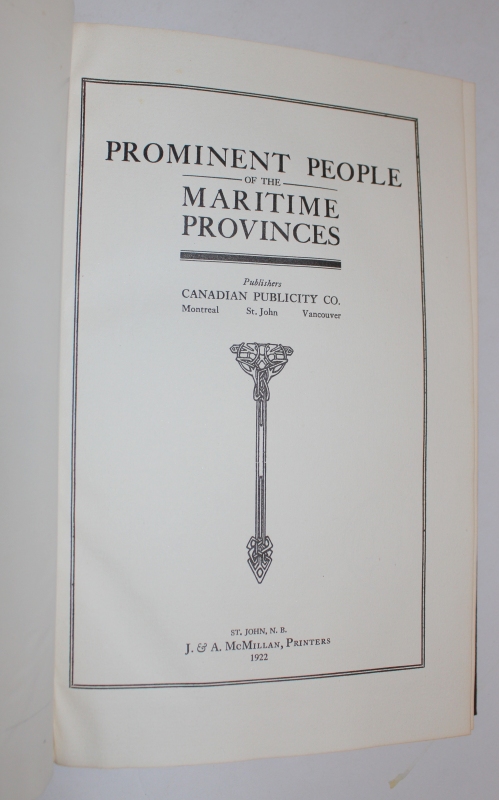 PROMINENT PEOPLE
OF THE
MARITIME
PROVINCES
Publishers
CANADIAN PUBLICITY CO.
Montreal St. John Vancouver
ST. JOHN, N. B.
J. & A. McMillan, Printers
1922